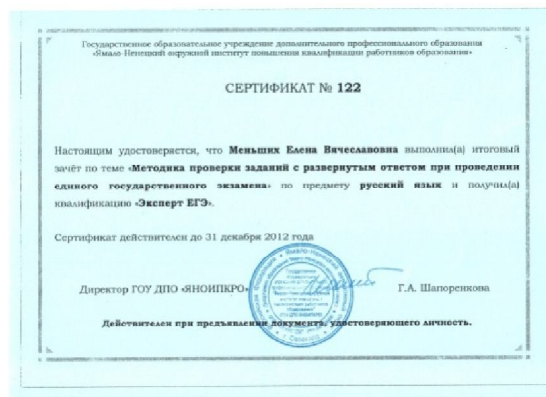 Государственное образовательное учреждение дополнительного профессионального образования
«Ямало-Ненецкий окружной институт повышения квалификации работников образования»
СЕРТИФИКАТ № 122
Настоящим удостоверяется, что Меньших Елена Вячеславовна выполнил(а) итоговый
зачёт по теме «Методика проверки заданий с развернутым ответом при проведении
единого государственного экзамена» по предмету русский язык и получил(а)
квалификацию «Эксперт ЕГЭ».
Сертификат действителен до 31 декабря 2012 года
Директор ГОУ ДПО «ЯНОИПКРО» Г.А. Шапоренкова
Действителен при предъявлении документа, удостоверяющего личность.